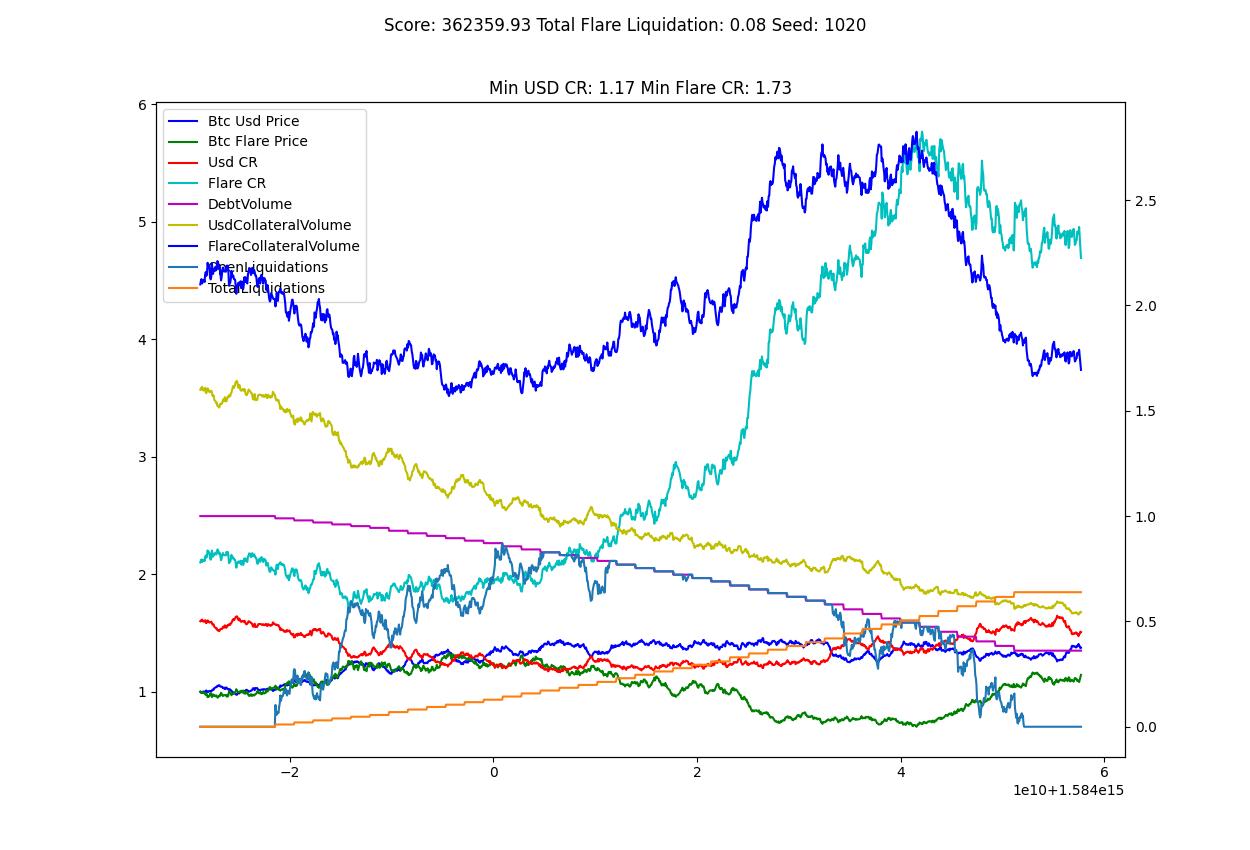 Score: 362359.93 Total Flare Liquidation: 0.08 Seed: 1020
Min USD CR: 1.17 Min Flare CR: 1.73
Btc Usd Price
Btc Flare Price
Usd CR
Flare CR
DebtVolume
UsdCollateralVolume
FlareCollateralVolume
OpenLiquidations
TotalLiquidations
6
5
4
3
2
1
2.5
2.0
1.5
1.0
0.5
0.0
−2 0 2 4 6
1e10+1.584e15